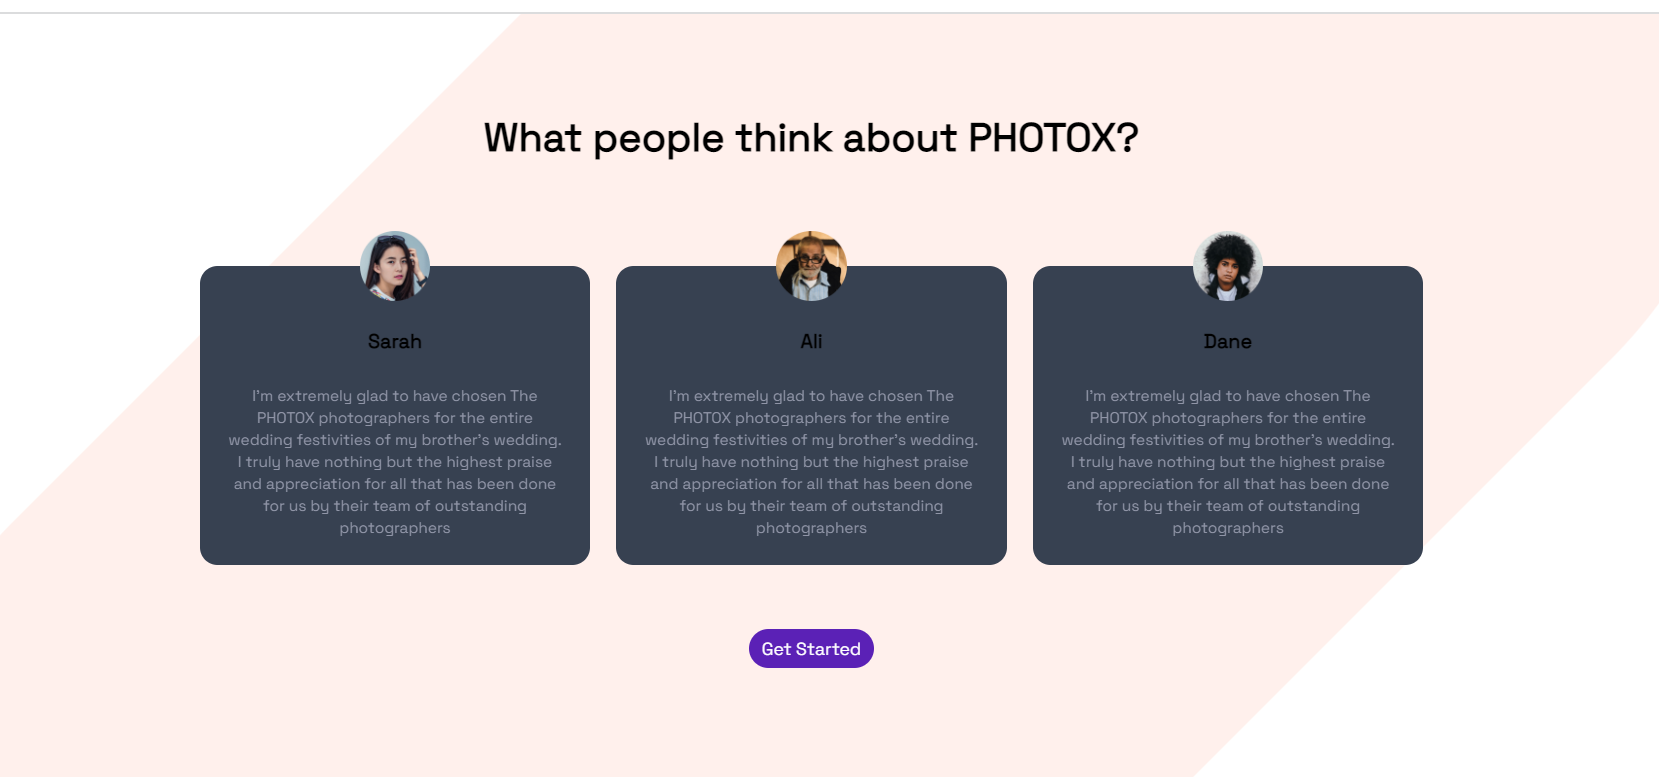 What people think about PHOTOX?
Sarah
I'm extremely glad to have chosen The
PHOTOX photographers for the entire
wedding festivities of my brother's wedding.
I truly have nothing but the highest praise
and appreciation for all that has been done
for us by their team of outstanding
photographers
Ali
I'm extremely glad to have chosen The
PHOTOX photographers for the entire
wedding festivities of my brother's wedding.
I truly have nothing but the highest praise
and appreciation for all that has been done
for us by their team of outstanding
photographers
Dane
I'm extremely glad to have chosen The
PHOTOX photographers for the entire
wedding festivities of my brother's wedding.
I truly have nothing but the highest praise
and appreciation for all that has been done
for us by their team of outstanding
photographers
Get Started